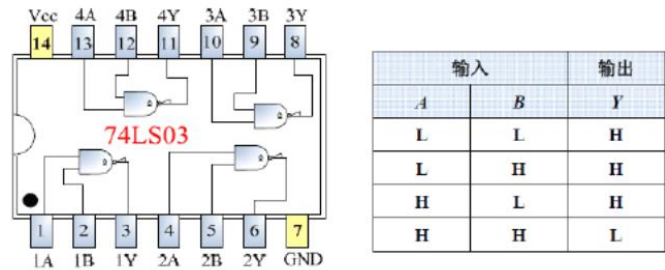 Vcc 4A 4B 4Y 3A 3B 3Y
14 13 12 11 10 9 8
74LS03
1 2 3 4 5 6 7
1A 1B 1Y 2A 2B 2Y GND
输入 输出
A B Y
L L H
L H H
H L H
H H L